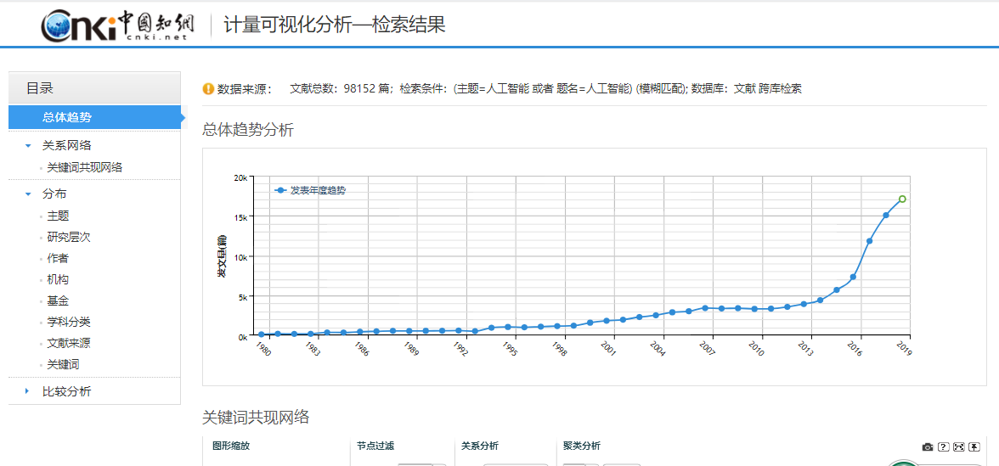 Cnki中国知網
cnki.net
计量可视化分析—检索结果
目录
总体趋势
关系网络
关键词共现网络
分布
主题
研究层次
作者
机构
基金
学科分类
文献来源
关键词
比较分析
数据来源： 文献总数：98152 篇；检索条件：(主题=人工智能 或者 题名=人工智能) (模糊匹配); 数据库：文献 跨库检索
总体趋势分析
发表年度趋势
发文量(篇)
20k
15k
10k
5k
0k
1980 1983 1986 1989 1992 1995 1998 2001 2004 2007 2010 2013 2016 2019
关键词共现网络
图形缩放 节点过滤 关系分析 聚类分析